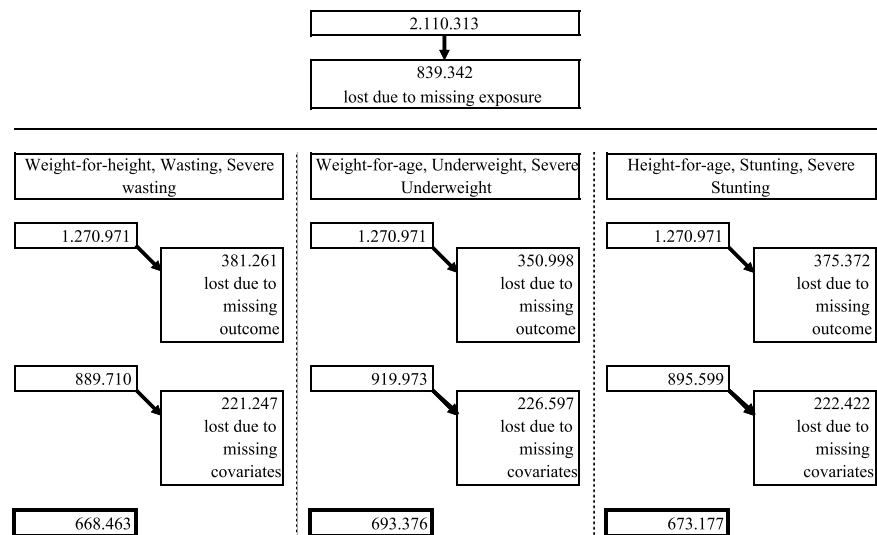 2.110.313
839.342
lost due to missing exposure
Weight-for-height, Wasting, Severe
wasting
1.270.971
381.261
lost due to
missing
outcome
889.710
221.247
lost due to
missing
covariates
668.463
Weight-for-age, Underweight, Severe
Underweight
1.270.971
350.998
lost due to
missing
outcome
919.973
226.597
lost due to
missing
covariates
693.376
Height-for-age, Stunting, Severe
Stunting
1.270.971
375.372
lost due to
missing
outcome
895.599
222.422
lost due to
missing
covariates
673.177